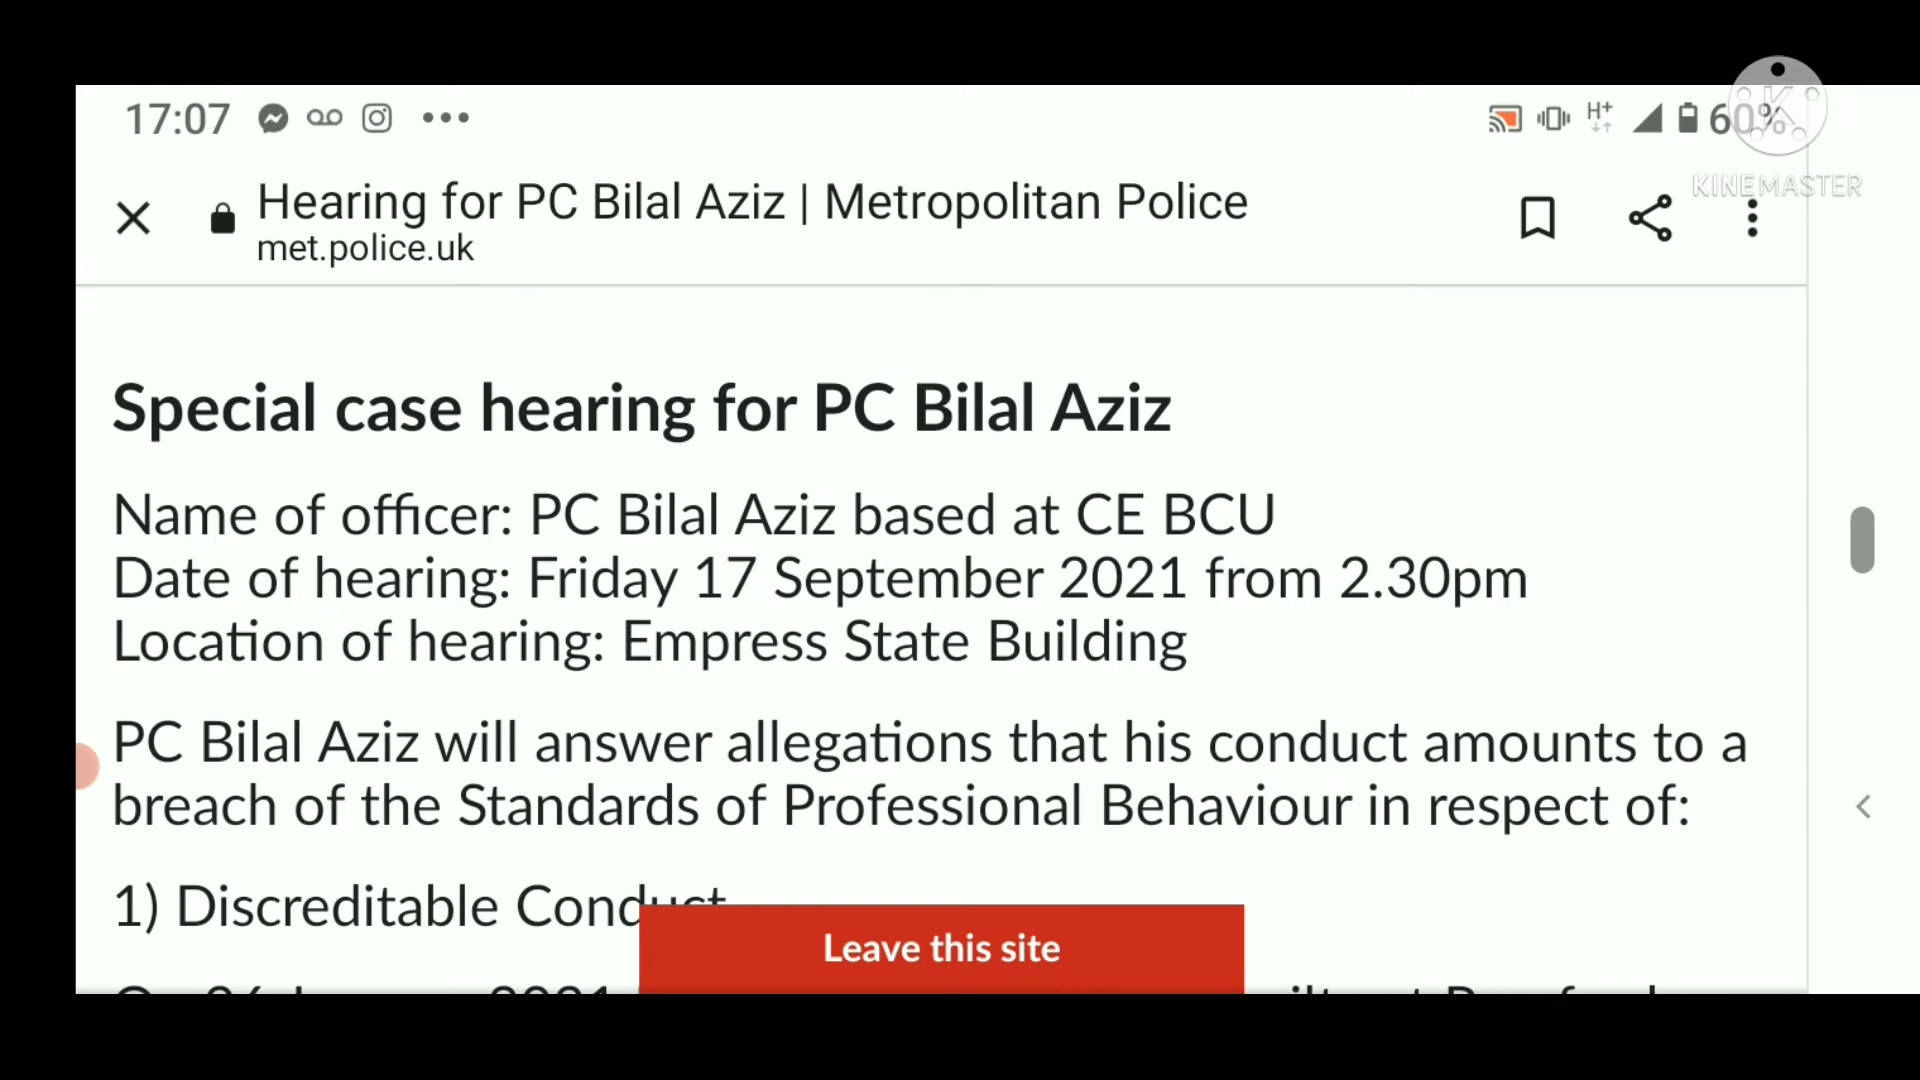 17:07
H+
60%
KINEMASTER
Hearing for PC Bilal Aziz | Metropolitan Police
met.police.uk
Special case hearing for PC Bilal Aziz
Name of officer: PC Bilal Aziz based at CE BCU
Date of hearing: Friday 17 September 2021 from 2.30pm
Location of hearing: Empress State Building
PC Bilal Aziz will answer allegations that his conduct amounts to a
breach of the Standards of Professional Behaviour in respect of:
1) Discreditable Conduct
Leave this site